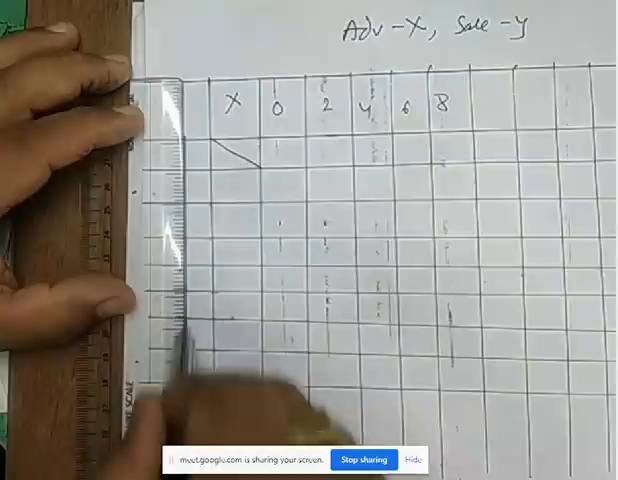 Adv - X, Sale - y
X 0 2 4 6 8
meet.google.com is sharing your screen. Stop sharing Hide